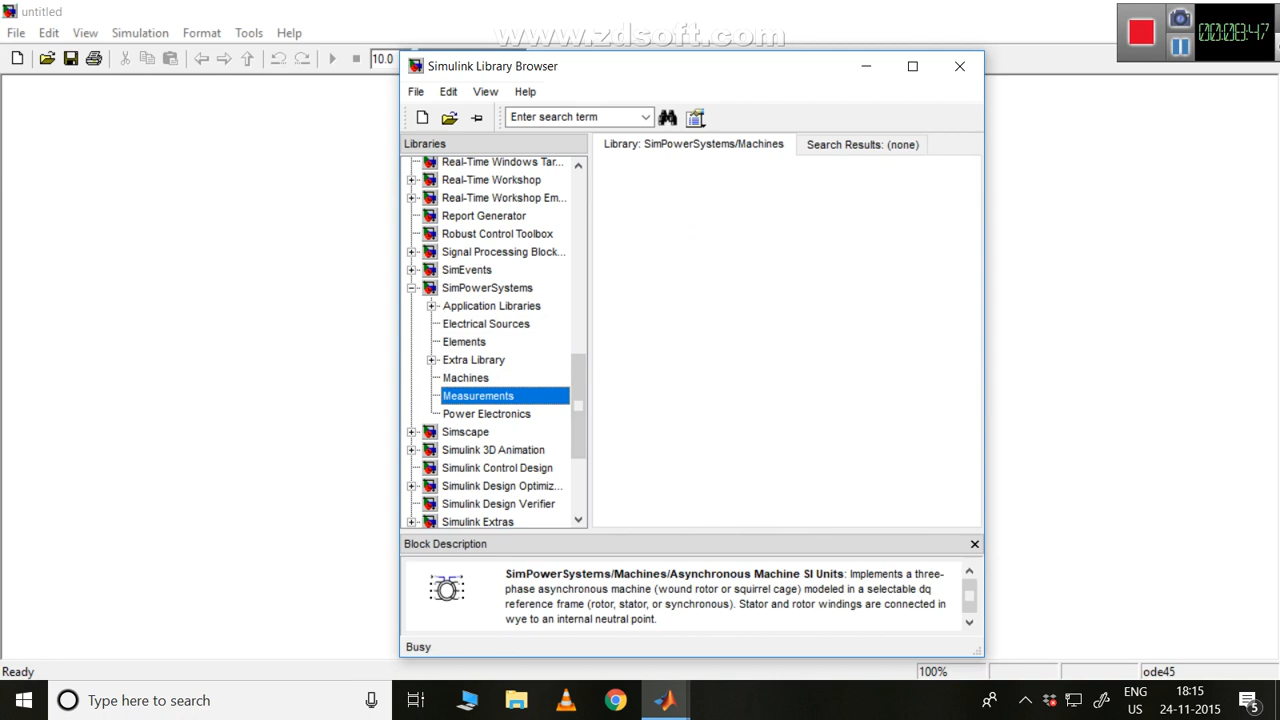 untitled
File Edit View Simulation Format Tools Help
www.zdsoft.com
00:00:03:47
10.0
Simulink Library Browser
File Edit View Help
Enter search term
Libraries
Library: SimPowerSystems/Machines
Search Results: (none)
Real-Time Windows Tar...
Real-Time Workshop
Real-Time Workshop Em...
Report Generator
Robust Control Toolbox
Signal Processing Block...
SimEvents
SimPowerSystems
Application Libraries
Electrical Sources
Elements
Extra Library
Machines
Measurements
Power Electronics
Simscape
Simulink 3D Animation
Simulink Control Design
Simulink Design Optimiz...
Simulink Design Verifier
Simulink Extras
Block Description
SimPowerSystems/Machines/Asynchronous Machine SI Units: Implements a three-
phase asynchronous machine (wound rotor or squirrel cage) modeled in a selectable dq
reference frame (rotor, stator, or synchronous). Stator and rotor windings are connected in
wye to an internal neutral point.
Busy
Ready
100%
ode45
Type here to search
ENG
US
18:15
24-11-2015
5